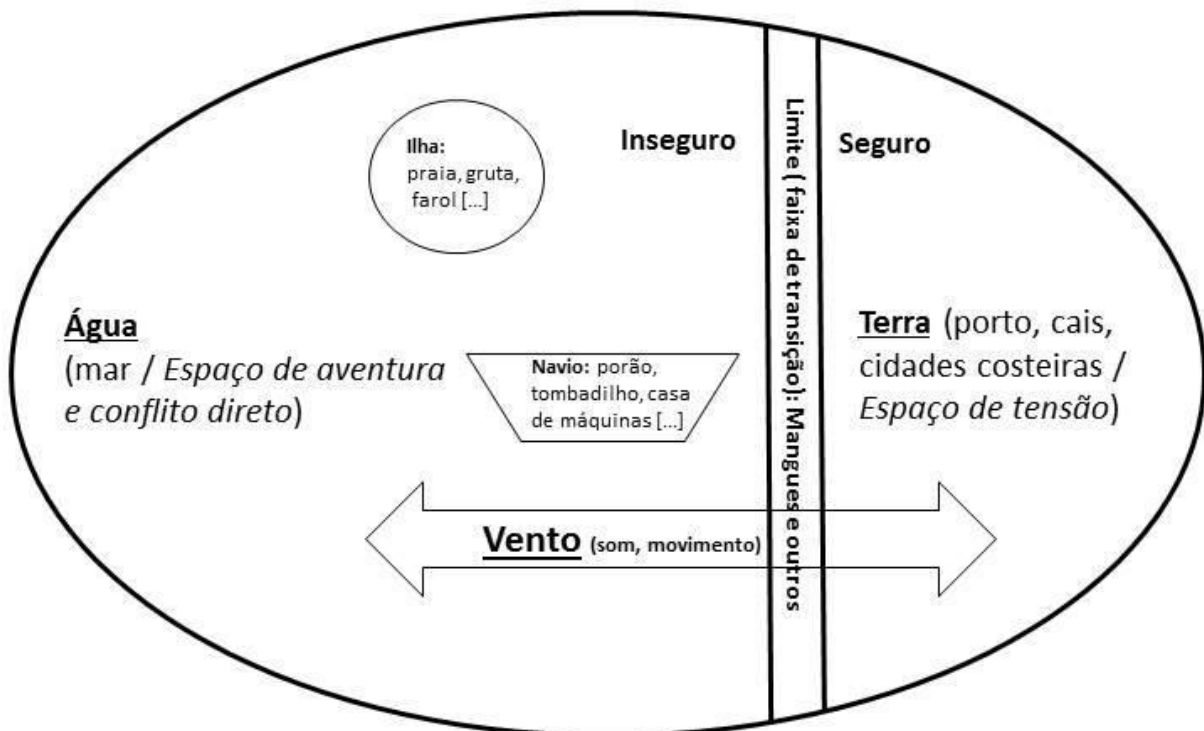 Ilha:
praia, gruta,
farol [...]
Inseguro
Limite ( faixa de transição): Mangues e outros
Seguro
Água
(mar / Espaço de aventura
e conflito direto)
Navio: porão,
tombadilho, casa
de máquinas [...]
Terra (porto, cais,
cidades costeiras /
Espaço de tensão)
Vento (som, movimento)